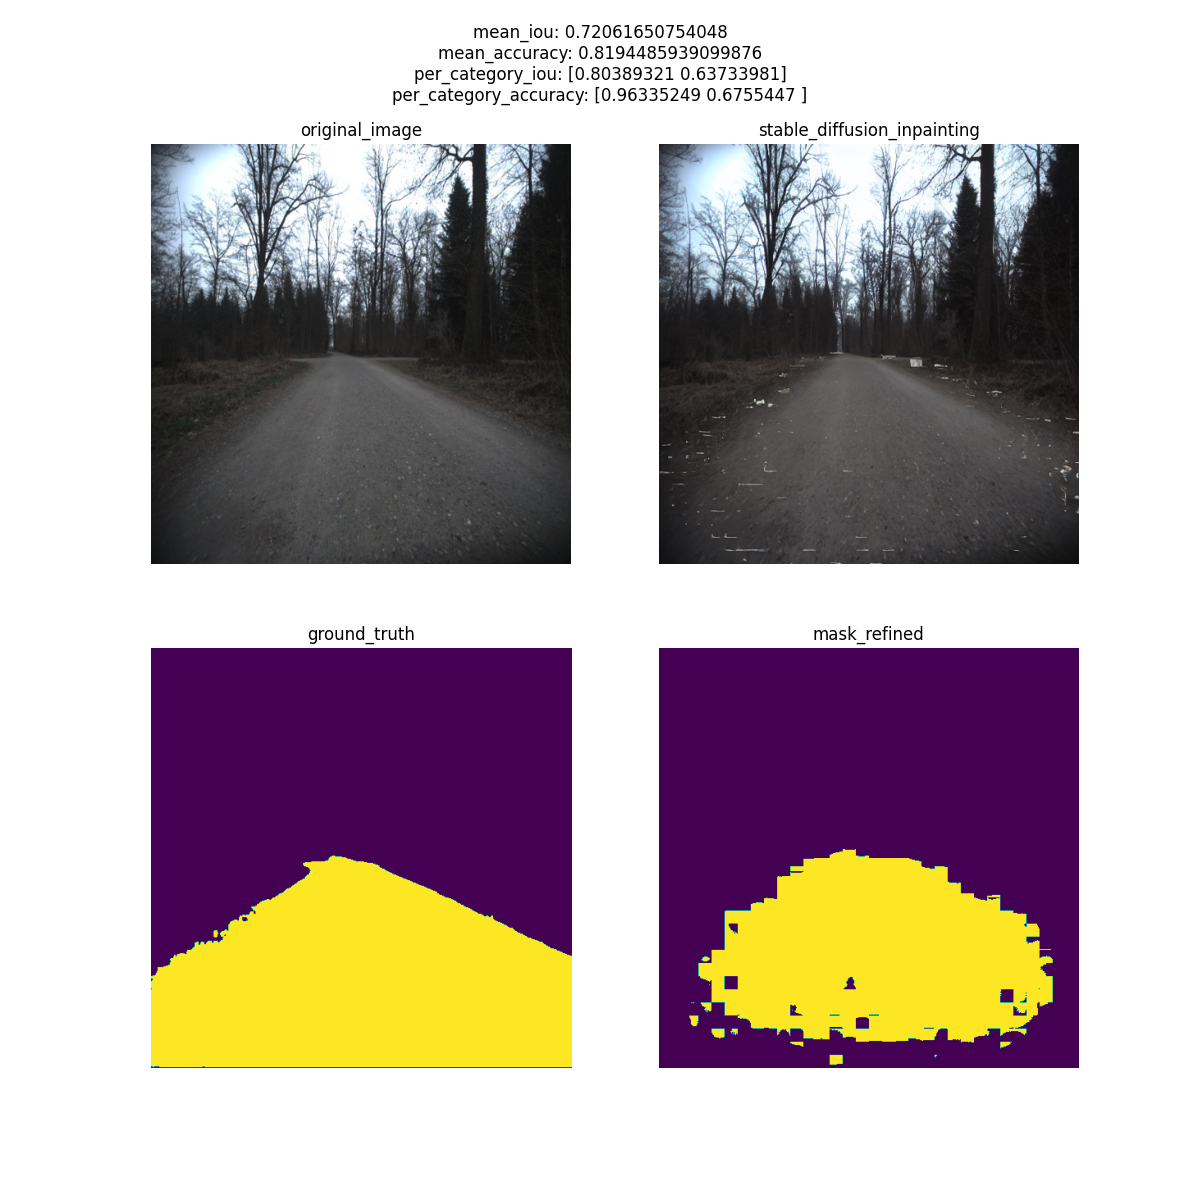 mean_iou: 0.72061650754048
mean_accuracy: 0.8194485939099876
per_category_iou: [0.80389321 0.63733981]
per_category_accuracy: [0.96335249 0.6755447 ]
original_image
stable_diffusion_inpainting
ground_truth
mask_refined